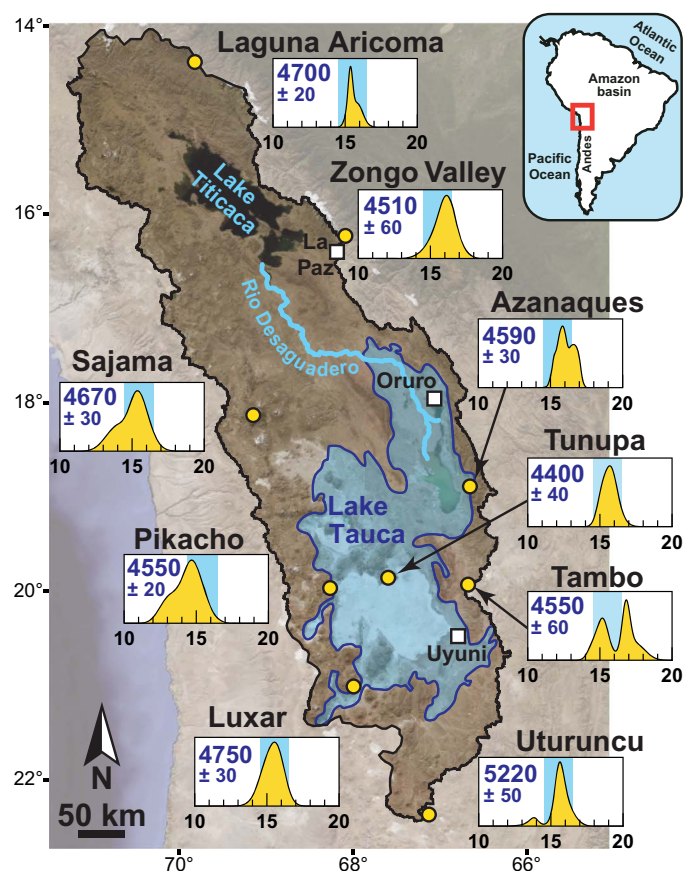 14°
16°
18°
20°
22°
70°
68°
66°
Laguna Aricoma
4700
± 20
10 15 20
Atlantic
Ocean
Amazon
basin
Pacific
Ocean
Andes
Lake
Titicaca
Zongo Valley
4510
± 60
10 15 20
La
Paz
Rio Desaguadero
Azanaques
4590
± 30
10 15 20
Sajama
4670
± 30
10 15 20
Oruro
Tunupa
4400
± 40
10 15 20
Lake
Tauca
Pikacho
4550
± 20
10 15 20
Tambo
4550
± 60
10 15 20
Uyuni
Luxar
4750
± 30
10 15 20
Uturuncu
5220
± 50
10 15 20
N
50 km